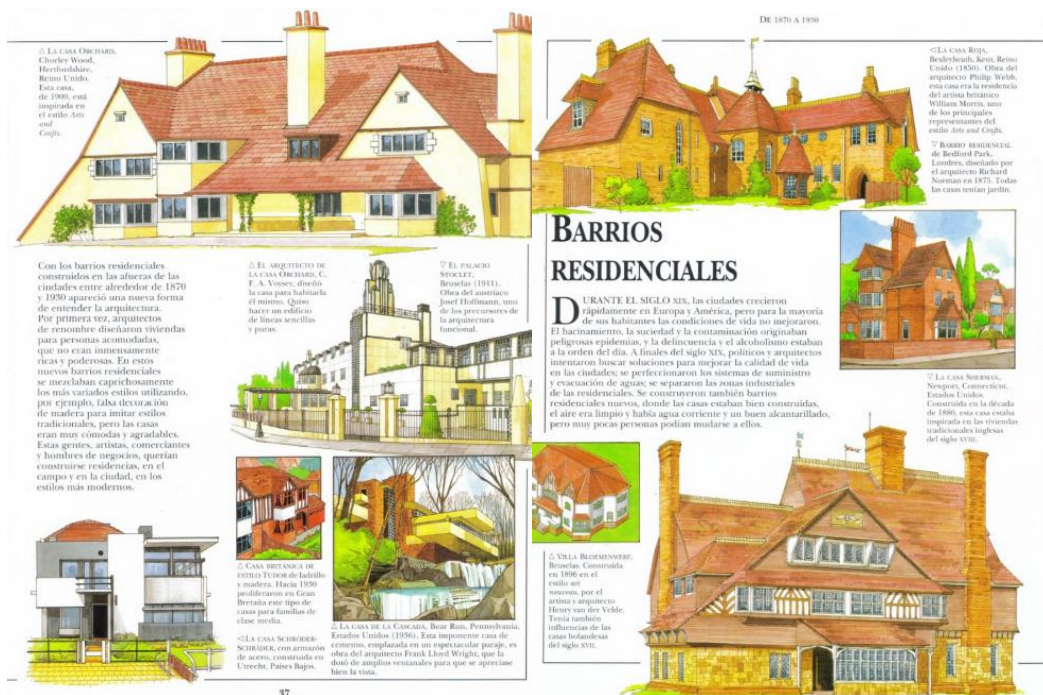 △ LA CASA ORCHARD,
Chorley Wood,
Hertfordshire,
Reino Unido.
Esta casa,
de 1900, está
inspirada en
el estilo Arts
and
Crafts.
Con los barrios residenciales
construidos en las afueras de las
ciudades entre alrededor de 1870
y 1930 apareció una nueva forma
de entender la arquitectura.
Por primera vez, arquitectos
de renombre diseñaron viviendas
para personas acomodadas,
que no eran inmensamente
ricas y poderosas. En estos
nuevos barrios residenciales
se mezclaban caprichosamente
los más variados estilos utilizando,
por ejemplo, falsa decoración
de madera para imitar estilos
tradicionales, pero las casas
eran muy cómodas y agradables.
Estas gentes, artistas, comerciantes
y hombres de negocios, querían
construirse residencias, en el
campo y en la ciudad, en los
estilos más modernos.
△ EL ARQUITECTO DE
LA CASA ORCHARD, C.
F. A. Voysey, diseñó
la casa para habitarla
él mismo. Quiso
hacer un edificio
de líneas sencillas
y puras.
▽ EL PALACIO
STOCLET,
Bruselas (1911).
Obra del austriaco
Josef Hoffmann, uno
de los precursores de
la arquitectura
funcional.
△ CASA BRITÁNICA DE
ESTILO TUDOR de ladrillo
y madera. Hacia 1930
proliferaron en Gran
Bretaña este tipo de
casas para familias de
clase media.
◁ LA CASA SCHRÖDER-
SCHRÄDER, con armazón
de acero, construida en
Utrecht, Países Bajos.
△ LA CASA DE LA CASCADA, Bear Run, Pennsylvania,
Estados Unidos (1936). Esta imponente casa de
cemento, emplazada en un espectacular paraje, es
obra del arquitecto Frank Lloyd Wright, que la
dotó de amplios ventanales para que se apreciase
bien la vista.
37
DE 1870 A 1930
◁ LA CASA ROJA,
Bexleyheath, Kent, Reino
Unido (1850). Obra del
arquitecto Philip Webb,
esta casa era la residencia
del artista británico
William Morris, uno
de los principales
representantes del
estilo Arts and Crafts.
▽ BARRIO RESIDENCIAL
de Bedford Park,
Londres, diseñado por
el arquitecto Richard
Norman en 1875. Todas
las casas tenían jardín.
BARRIOS
RESIDENCIALES
DURANTE EL SIGLO XIX, las ciudades crecieron
rápidamente en Europa y América, pero para la mayoría
de sus habitantes las condiciones de vida no mejoraron.
El hacinamiento, la suciedad y la contaminación originaban
peligrosas epidemias, y la delincuencia y el alcoholismo estaban
a la orden del día. A finales del siglo XIX, políticos y arquitectos
intentaron buscar soluciones para mejorar la calidad de vida
en las ciudades; se perfeccionaron los sistemas de suministro
y evacuación de aguas; se separaron las zonas industriales
de las residenciales. Se construyeron también barrios
residenciales nuevos, donde las casas estaban bien construidas,
el aire era limpio y había agua corriente y un buen alcantarillado,
pero muy pocas personas podían mudarse a ellos.
▽ LA CASA SHERMAN,
Newport, Connecticut,
Estados Unidos.
Construida en la década
de 1880, esta casa estaba
inspirada en las viviendas
tradicionales inglesas
del siglo XVIII.
△ VILLA BLOEMENWERF,
Bruselas. Construida
en 1896 en el
estilo art
nouveau, por el
artista y arquitecto
Henry van der Velde.
Tenía también
influencias de las
casas holandesas
del siglo XVII.